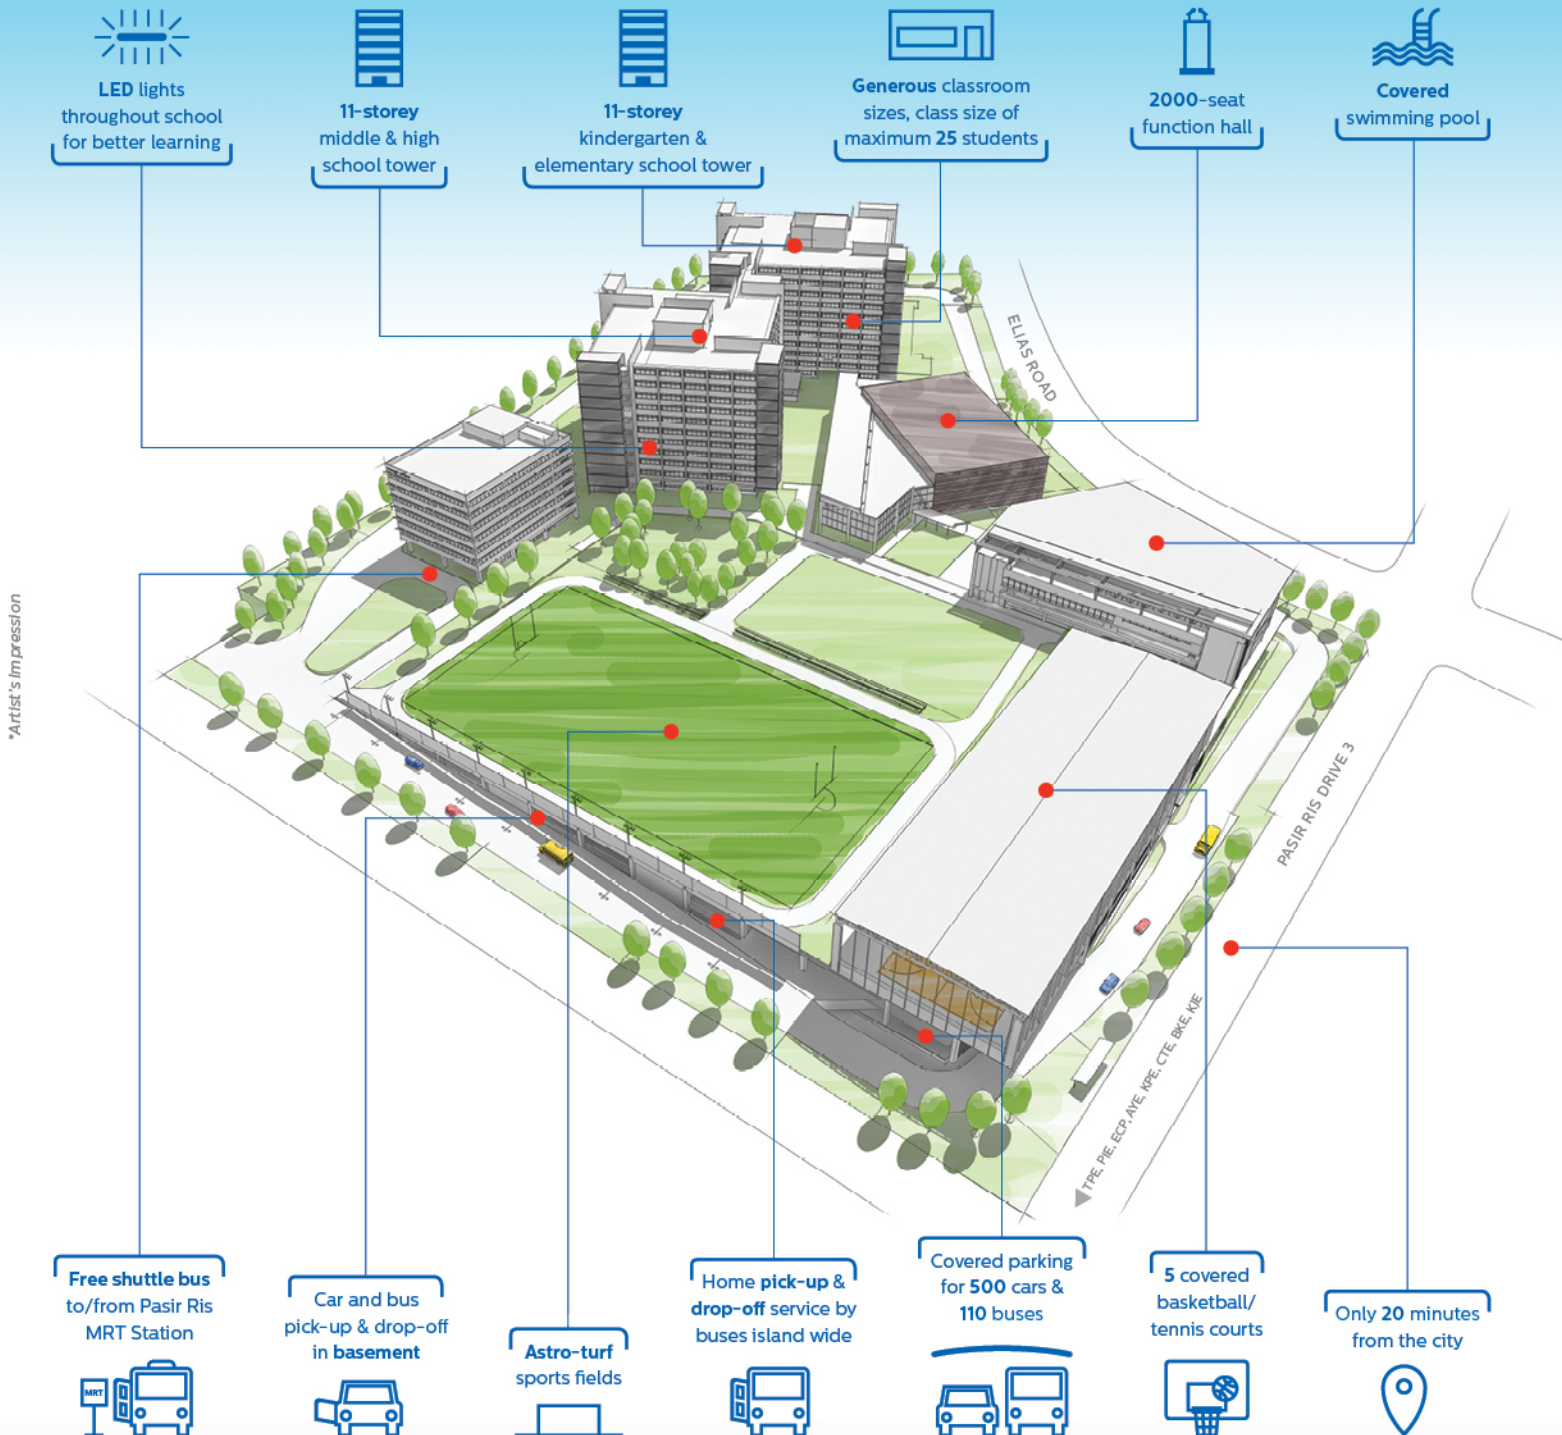 LED lights
throughout school
for better learning
11-storey
middle & high
school tower
11-storey
kindergarten &
elementary school tower
Generous classroom
sizes, class size of
maximum 25 students
2000-seat
function hall
Covered
swimming pool
ELIAS ROAD
*Artist's Impression
PASIR RIS DRIVE 3
TPE, PIE, ECP, AYE, KPE, CTE, BKE, KJE
Free shuttle bus
to/from Pasir Ris
MRT Station
MRT
Car and bus
pick-up & drop-off
in basement
Astro-turf
sports fields
Home pick-up &
drop-off service by
buses island wide
Covered parking
for 500 cars &
110 buses
5 covered
basketball/
tennis courts
Only 20 minutes
from the city